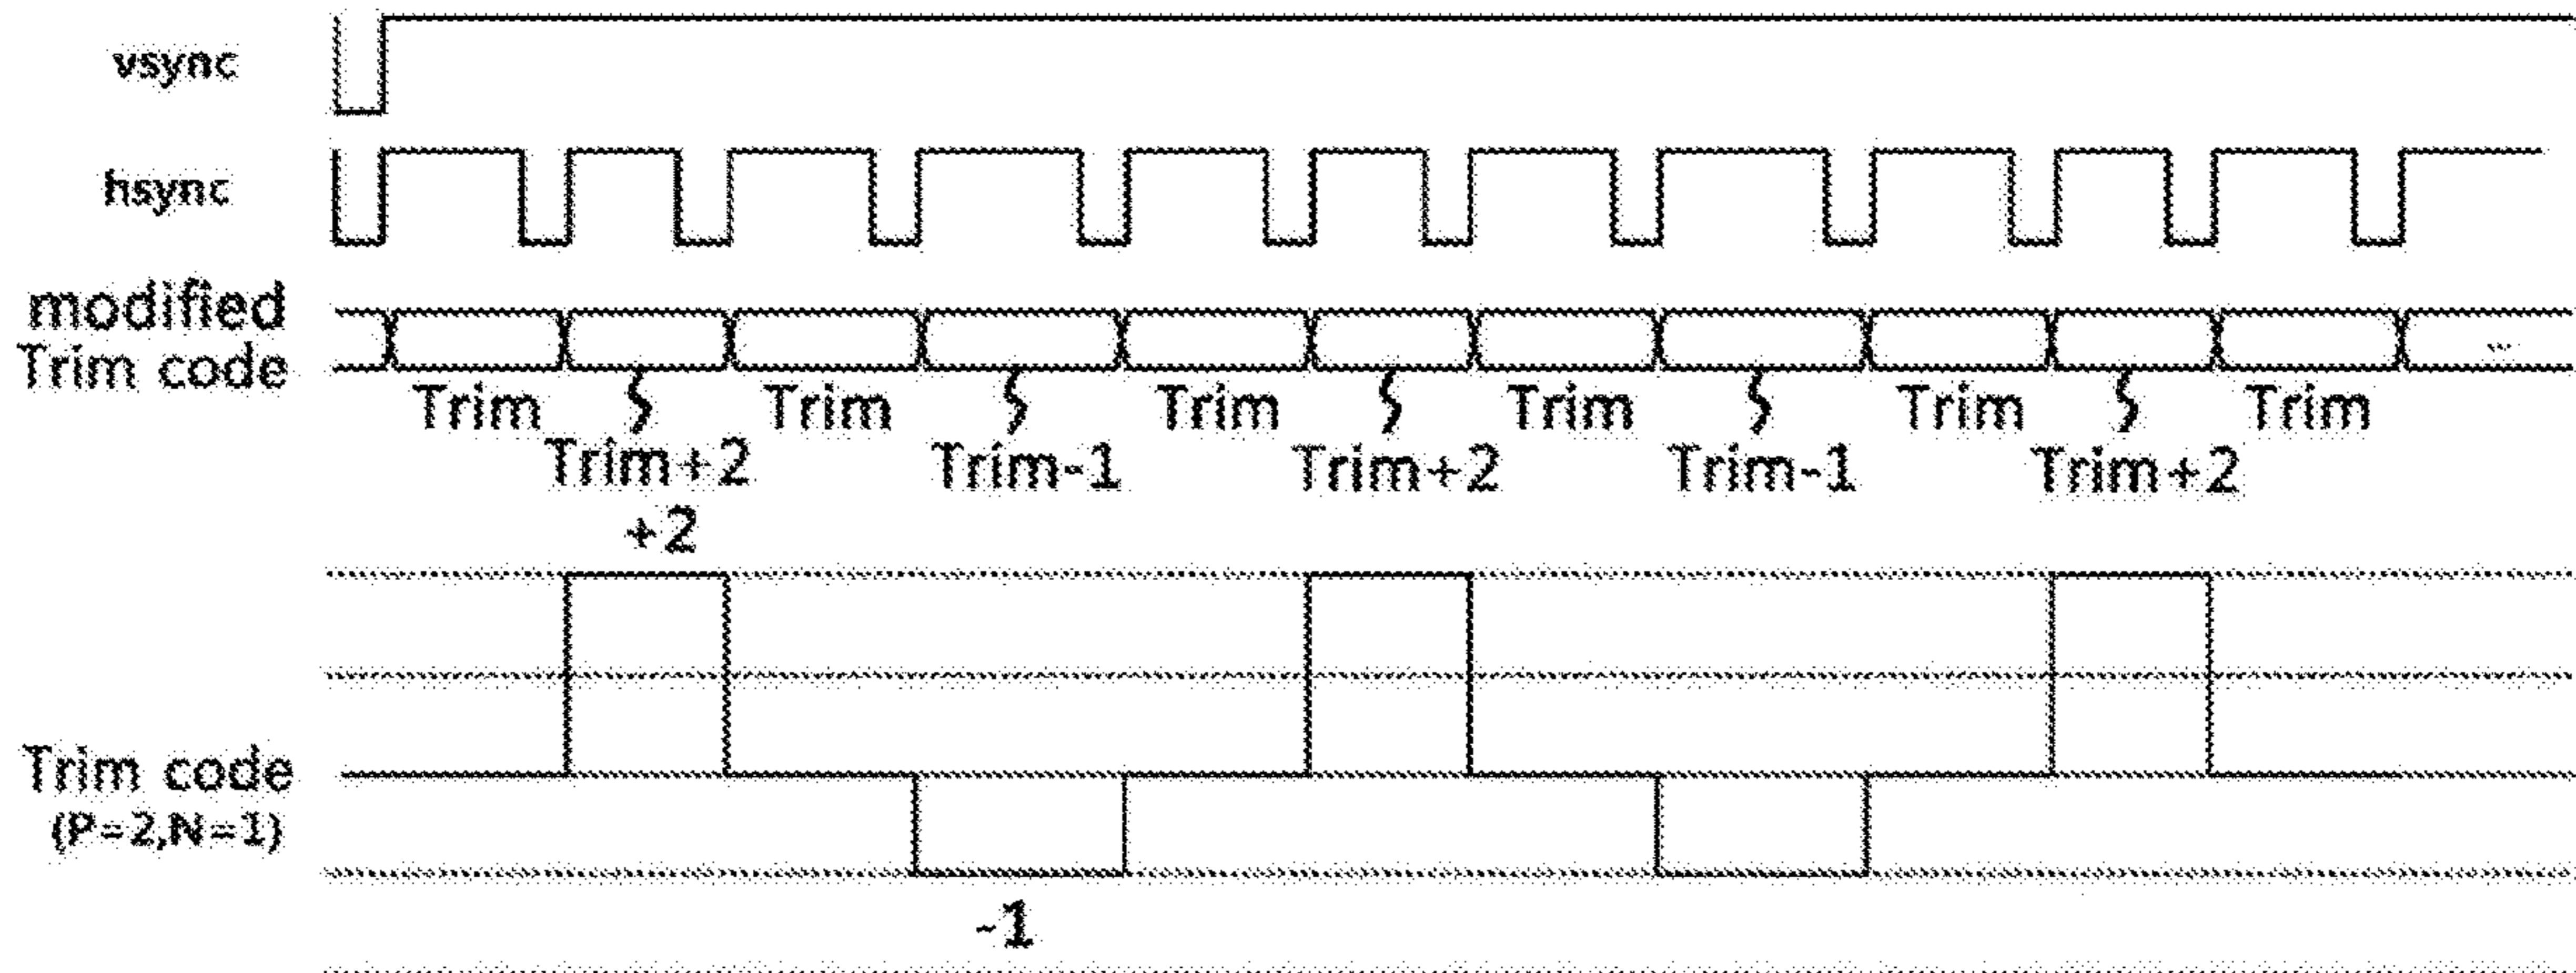 vsync
hsync
modified
Trim code
Trim
Trim
Trim
Trim
Trim
Trim
Trim+2
Trim-1
Trim+2
Trim-1
Trim+2
+2
Trim code
(P=2,N=1)
-1